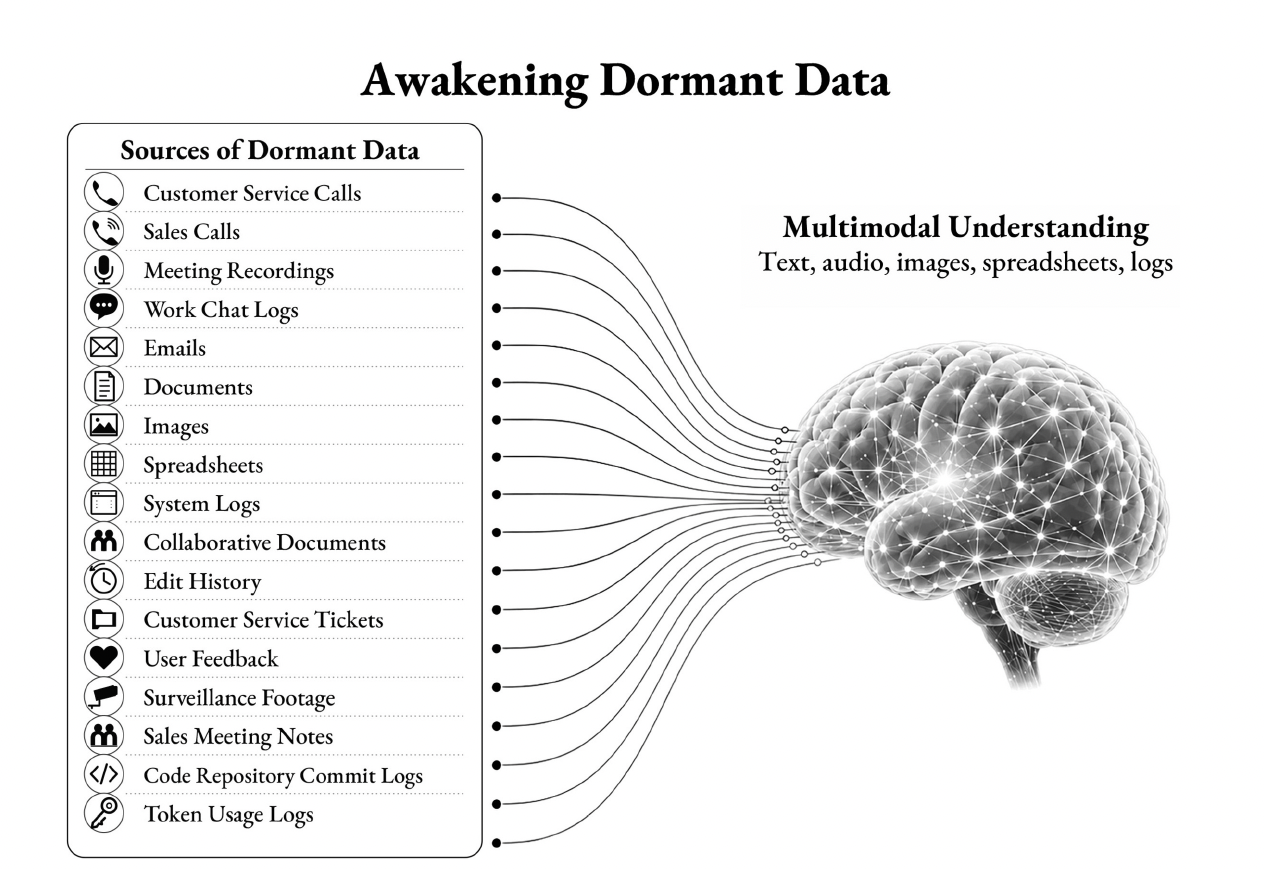 Awakening Dormant Data
Sources of Dormant Data
Customer Service Calls
Sales Calls
Meeting Recordings
Work Chat Logs
Emails
Documents
Images
Spreadsheets
System Logs
Collaborative Documents
Edit History
Customer Service Tickets
User Feedback
Surveillance Footage
Sales Meeting Notes
Code Repository Commit Logs
Token Usage Logs
Multimodal Understanding
Text, audio, images, spreadsheets, logs